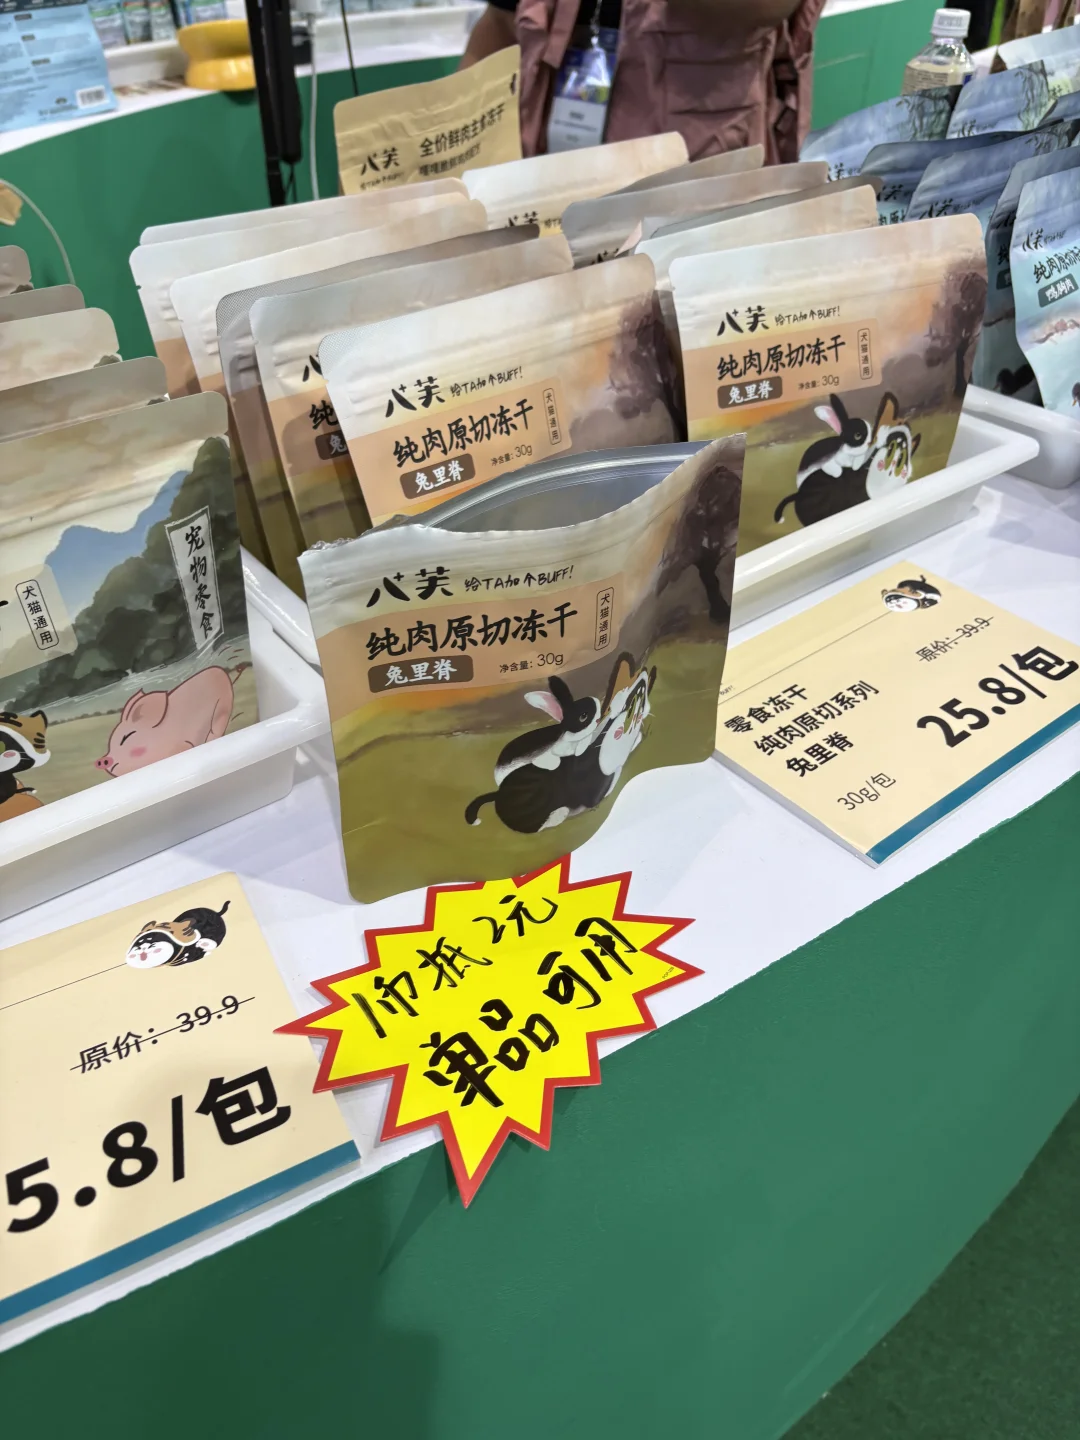 八芙
全价鲜肉主食冻干
八芙 给TA加个BUFF!
纯肉原切冻干
兔里脊
净含量: 30g
犬猫通用
八芙 给TA加个BUFF!
纯肉原切冻干
兔里脊
净含量: 30g
犬猫通用
宠物零食
犬猫通用
八芙 给TA加个BUFF!
纯肉原切冻干
兔里脊
净含量: 30g
犬猫通用
纯肉原切
鸭胸肉
原价: 39.9
零食冻干
纯肉原切系列
兔里脊
30g/包
25.8/包
原价: 39.9
5.8/包
1币抵2元
单品可用